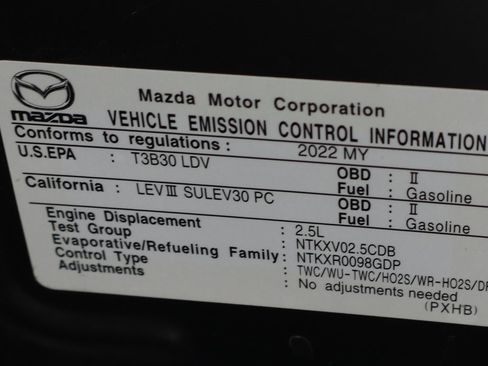 mazda
Mazda Motor Corporation
VEHICLE EMISSION CONTROL INFORMATION
Conforms to regulations : 2022 MY
U.S.EPA : T3B30 LDV OBD : II
Fuel : Gasoline
California : LEVIII SULEV30 PC OBD : II
Fuel : Gasoline
Engine Displacement : 2.5L
Test Group : NTKXV02.5CDB
Evaporative/Refueling Family : NTKXR0098GDP
Control Type : TWC/WU-TWC/HO2S/WR-HO2S/
Adjustments : No adjustments needed
(PXHB)